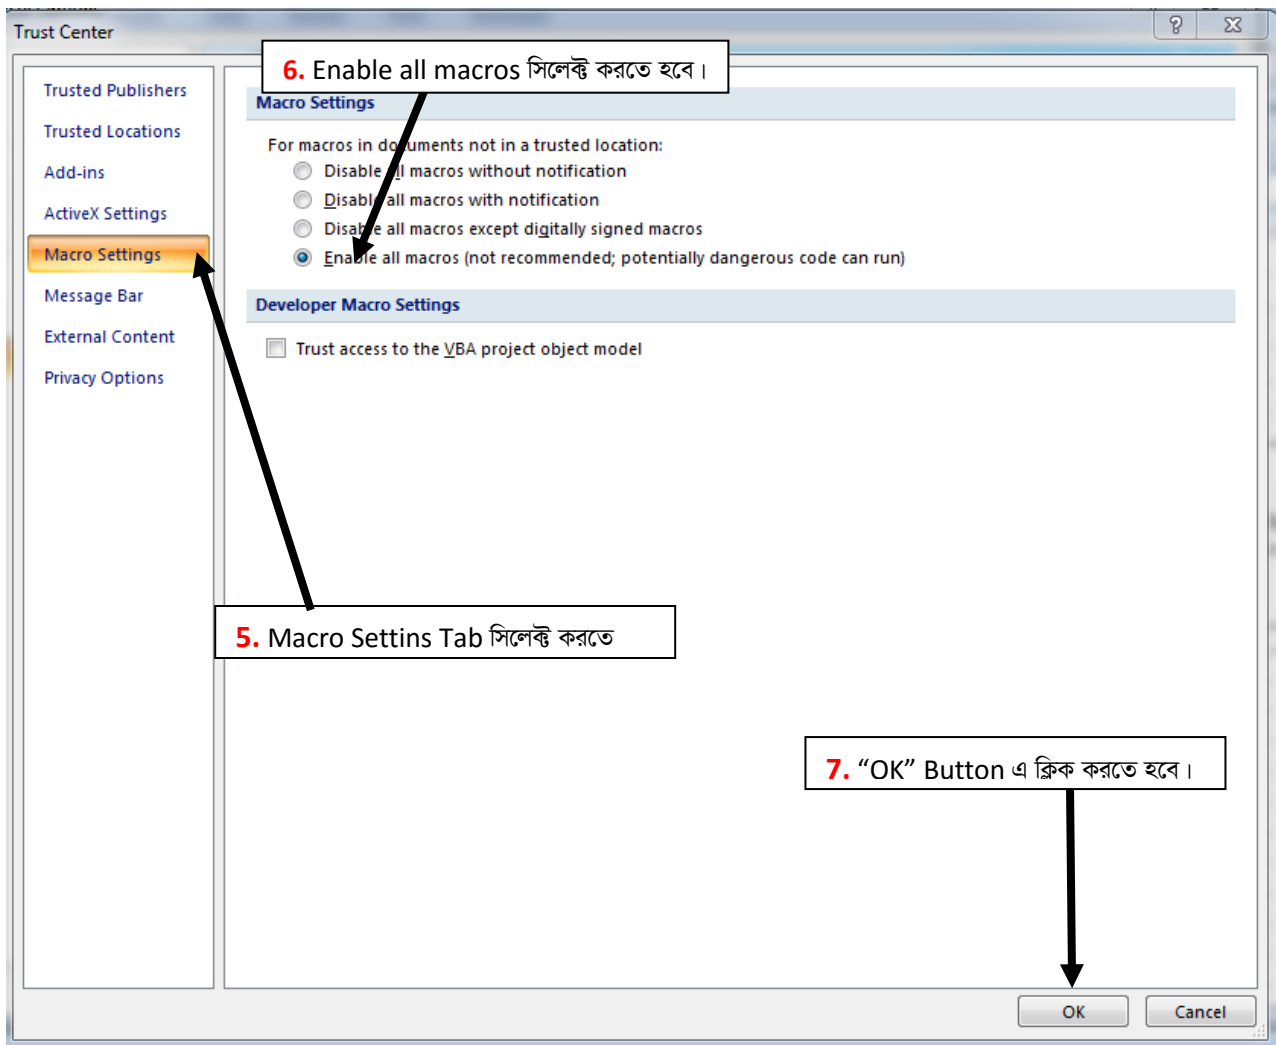 Trust Center
6. Enable all macros সিলেক্ট করতে হবে।
Trusted Publishers
Trusted Locations
Add-ins
ActiveX Settings
Macro Settings
Message Bar
External Content
Privacy Options
Macro Settings
For macros in documents not in a trusted location:
Disable all macros without notification
Disable all macros with notification
Disable all macros except digitally signed macros
Enable all macros (not recommended; potentially dangerous code can run)
Developer Macro Settings
Trust access to the VBA project object model
5. Macro Settins Tab সিলেক্ট করতে
7. “OK” Button এ ক্লিক করতে হবে।
OK
Cancel